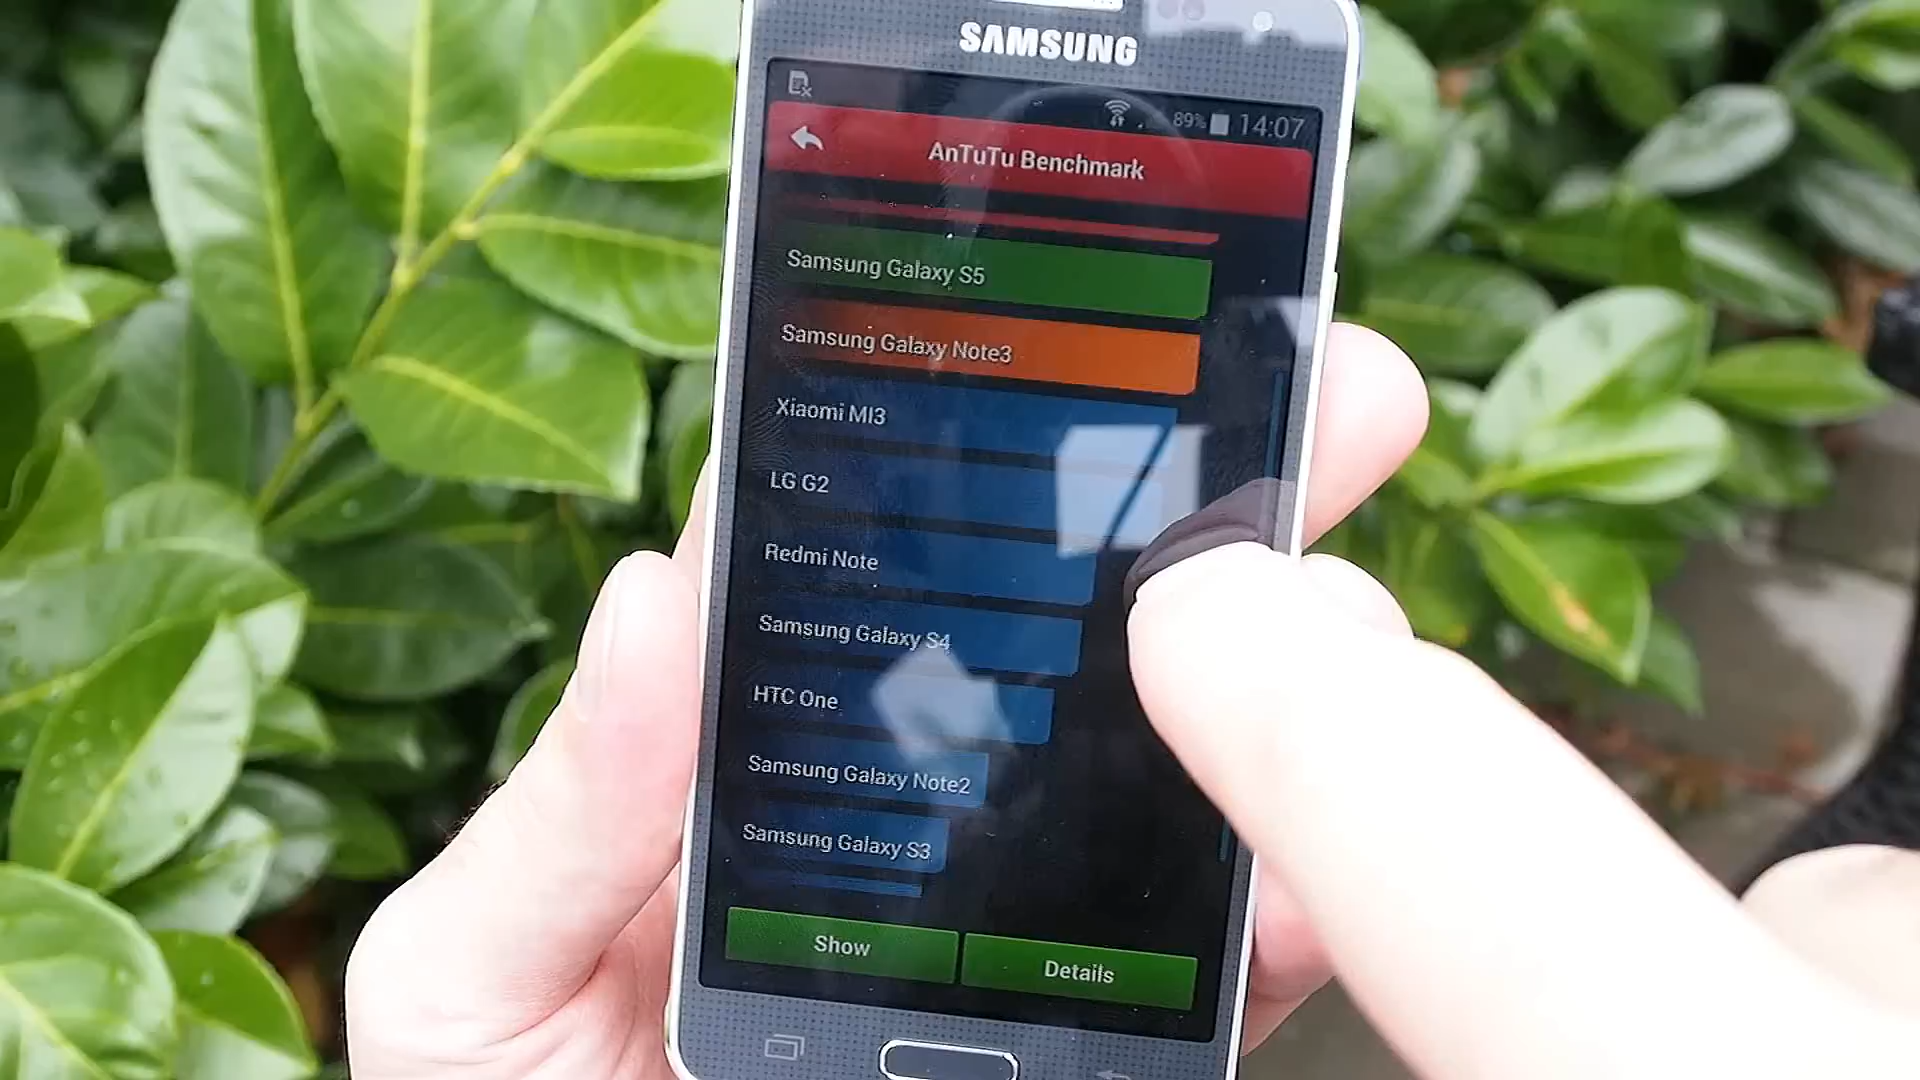 SAMSUNG
89% 14:07
AnTuTu Benchmark
Samsung Galaxy S5
Samsung Galaxy Note3
Xiaomi MI3
LG G2
Redmi Note
Samsung Galaxy S4
HTC One
Samsung Galaxy Note2
Samsung Galaxy S3
Show
Details